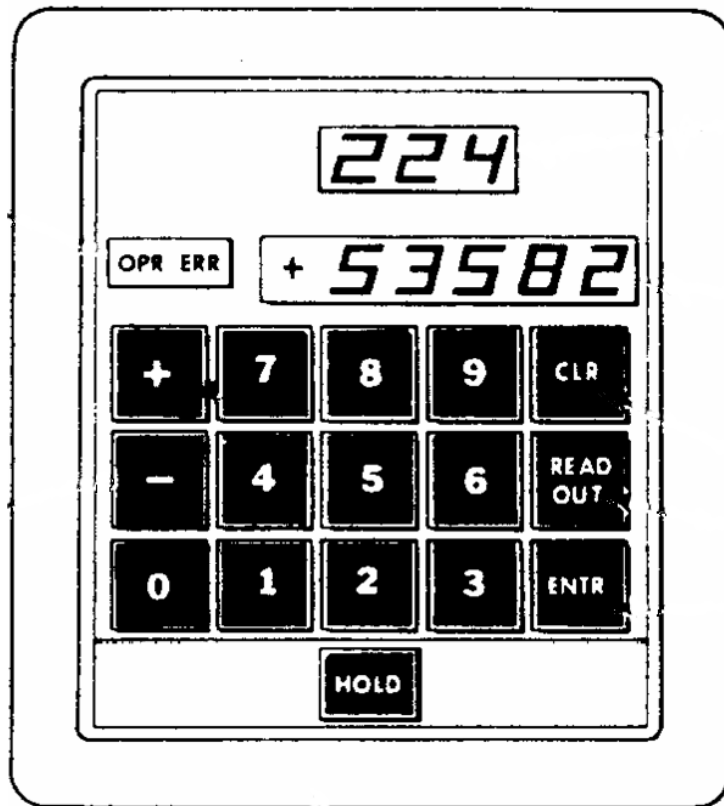 224
OPR ERR + 53582
+ 7 8 9 CLR
- 4 5 6 READ OUT
0 1 2 3 ENTR
HOLD